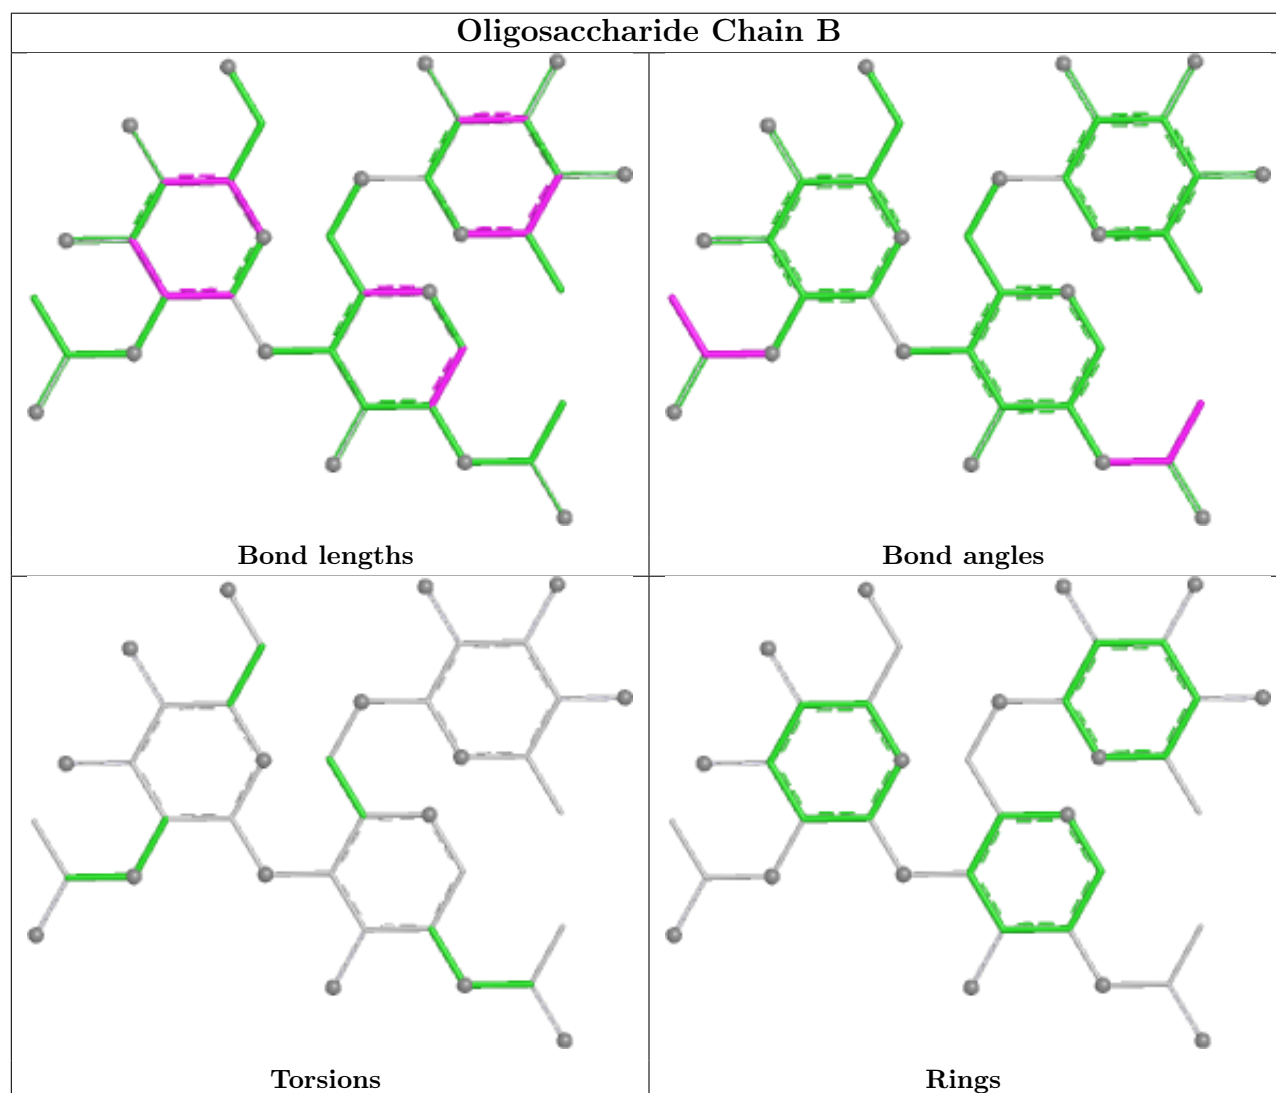 Oligosaccharide Chain B
Bond lengths
Bond angles
Torsions
Rings